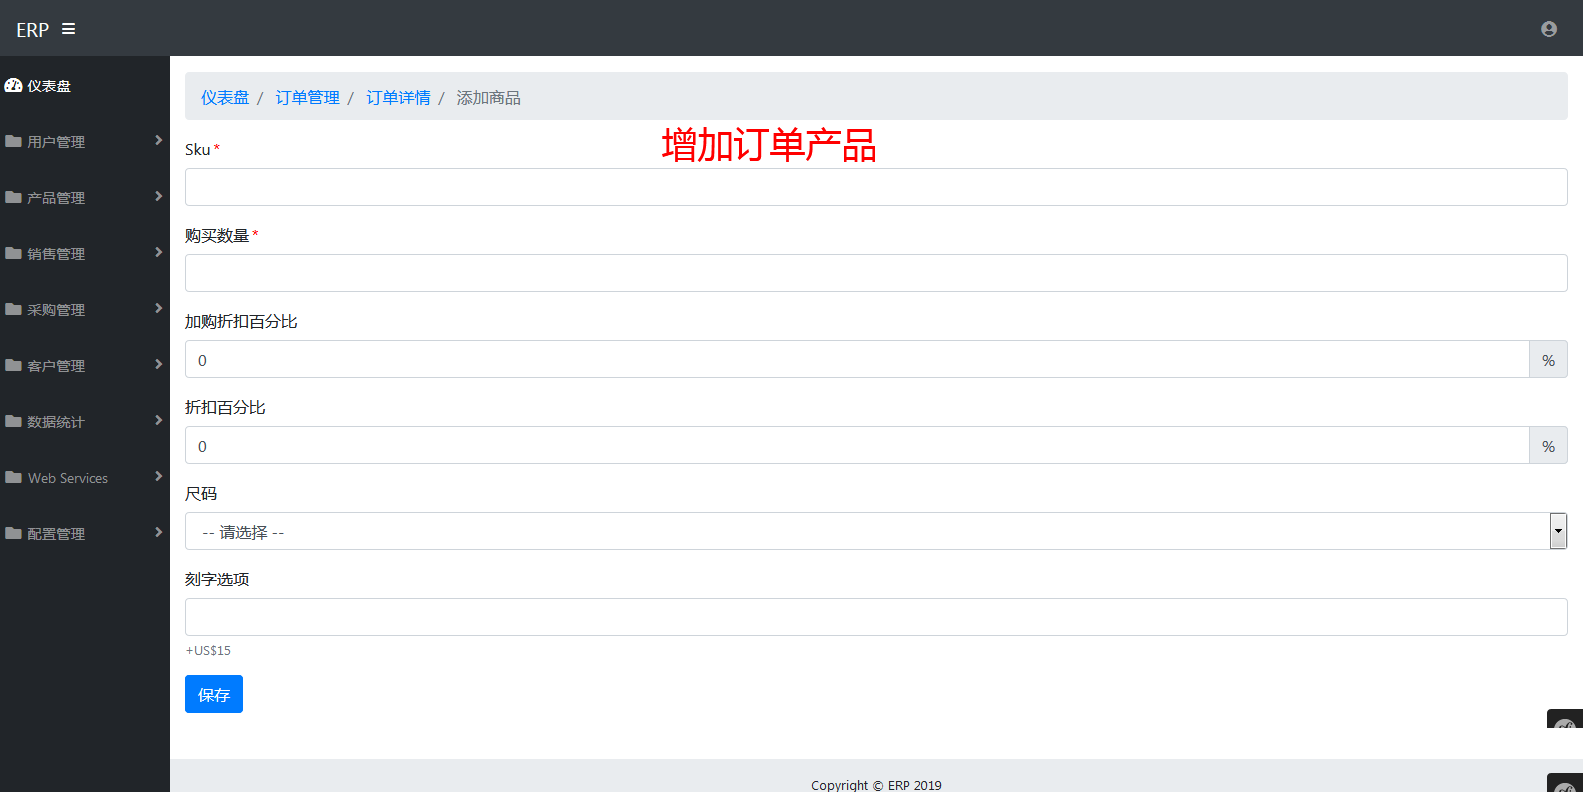 ERP
仪表盘
用户管理
产品管理
销售管理
采购管理
客户管理
数据统计
Web Services
配置管理
仪表盘 / 订单管理 / 订单详情 / 添加商品
增加订单产品
Sku *
购买数量 *
加购折扣百分比
0 %
折扣百分比
0 %
尺码
-- 请选择 --
刻字选项
+US$15
保存
Copyright © ERP 2019